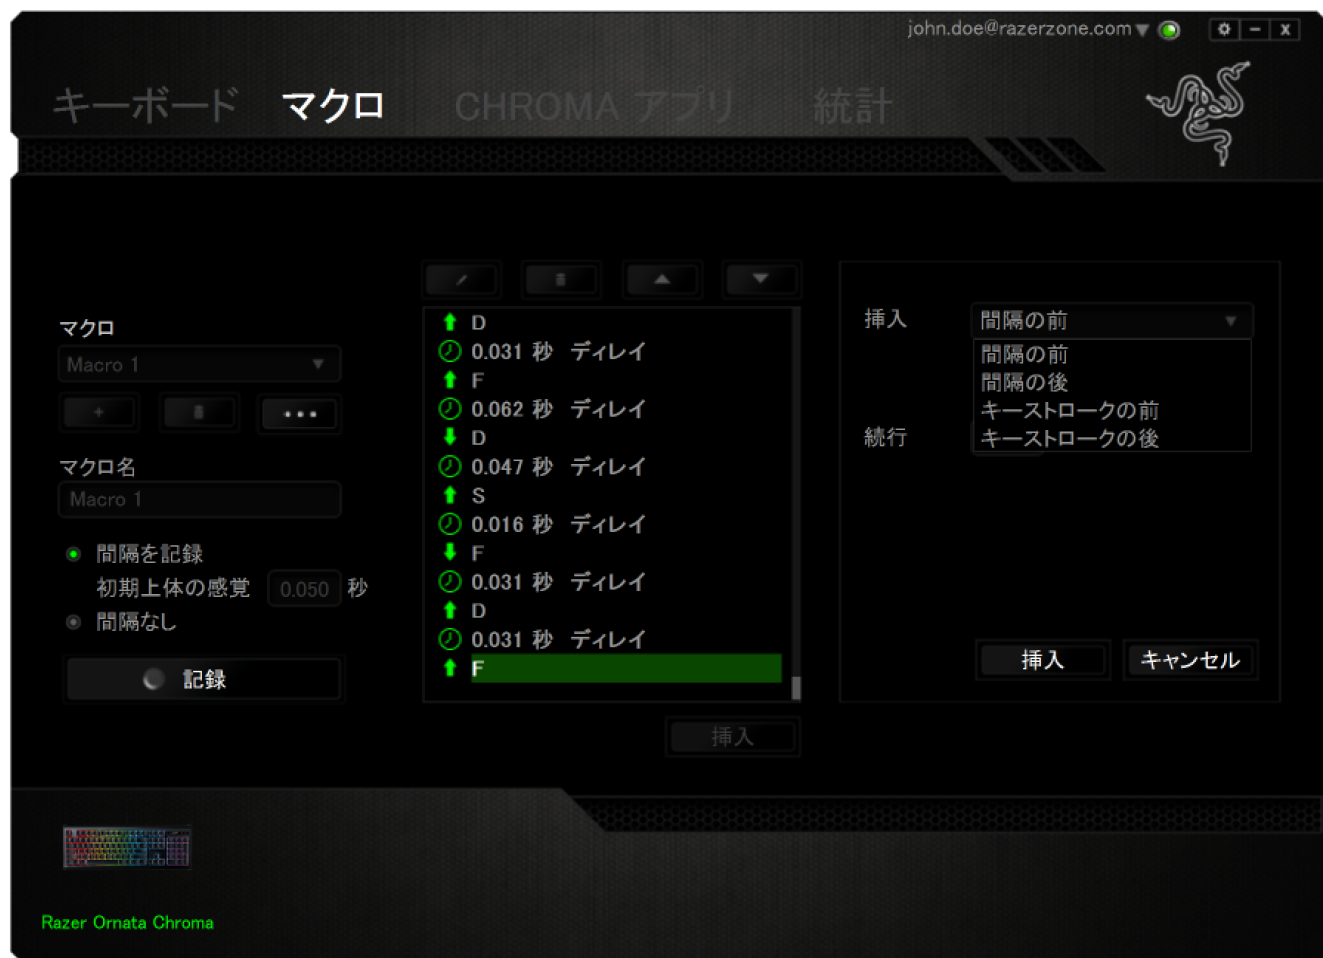 john.doe@razerzone.com
キーボード マクロ CHROMA アプリ 統計
マクロ
Macro 1
マクロ名
Macro 1
間隔を記録
初期上体の感覚 0.050 秒
間隔なし
記録
D
0.031 秒 ディレイ
F
0.062 秒 ディレイ
D
0.047 秒 ディレイ
S
0.016 秒 ディレイ
F
0.031 秒 ディレイ
D
0.031 秒 ディレイ
F
挿入
挿入 間隔の前
間隔の前
間隔の後
キーストロークの前
続行 キーストロークの後
挿入 キャンセル
Razer Ornata Chroma